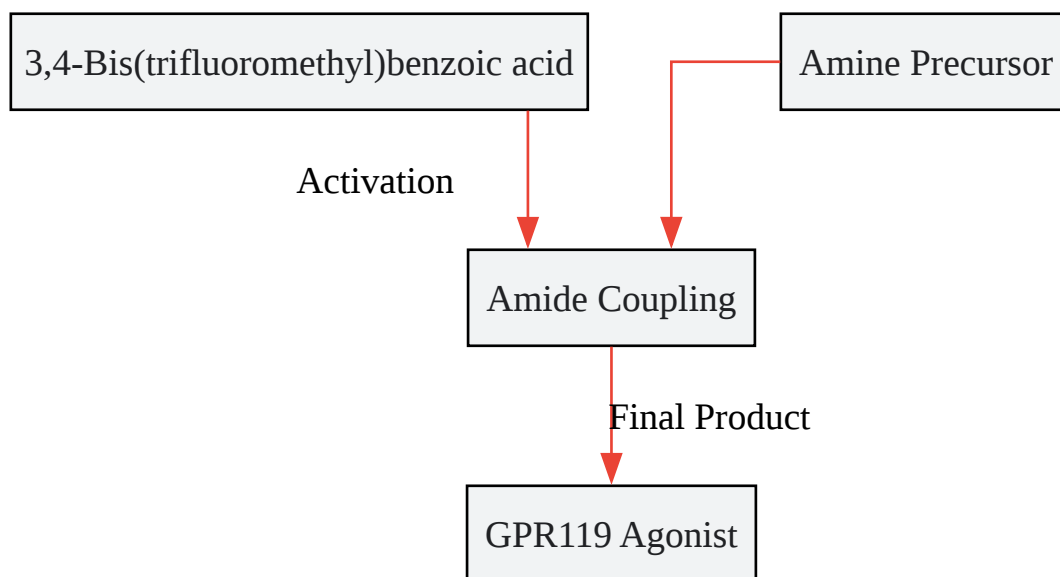 3,4-Bis(trifluoromethyl)benzoic acid
Amine Precursor
Activation
Amide Coupling
Final Product
GPR119 Agonist